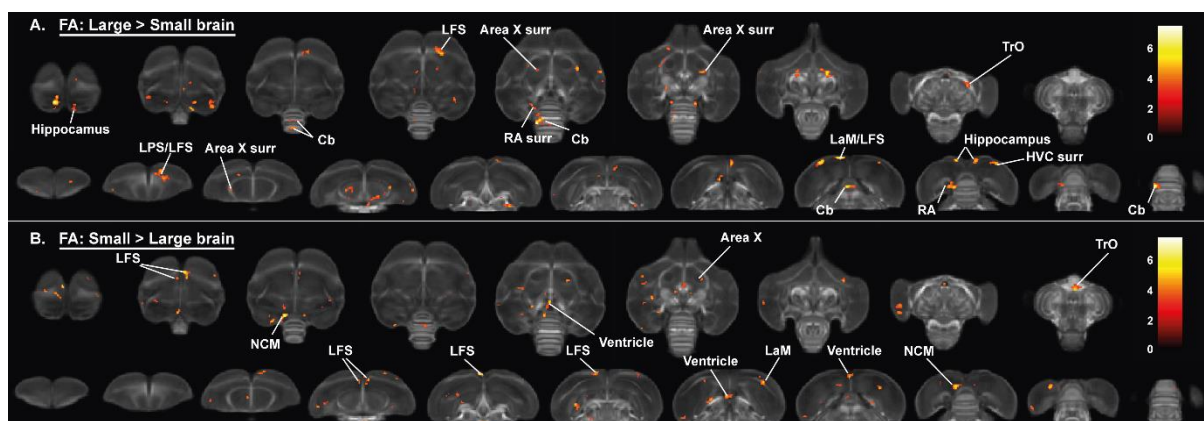 A. FA: Large > Small brain
LFS
Area X surr
Area X surr
TrO
6
4
2
0
Hippocamus
Cb
RA surr
Cb
LPS/LFS
Area X surr
LaM/LFS
Hippocampus
HVC surr
Cb
RA
Cb
B. FA: Small > Large brain
LFS
Area X
TrO
6
4
2
0
NCM
Ventricle
LFS
LFS
LFS
Ventricle
LaM
Ventricle
NCM